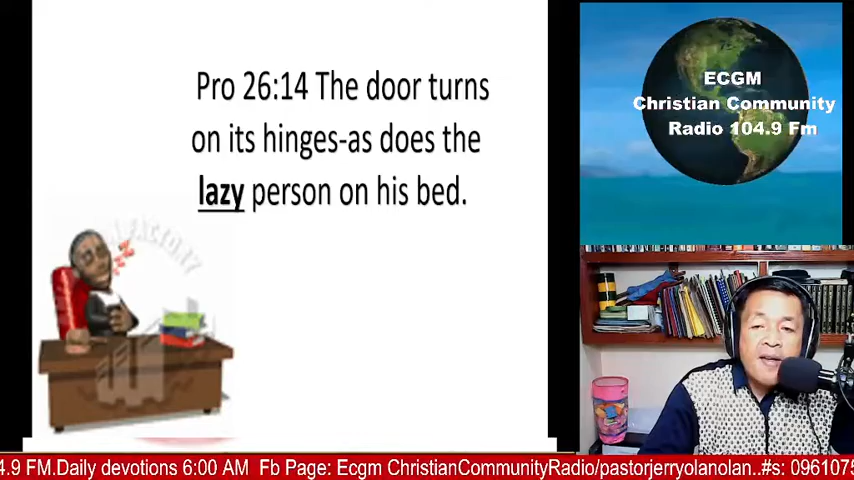 Pro 26:14 The door turns
on its hinges-as does the
lazy person on his bed.
ECGM
Christian Community
Radio 104.9 Fm
FACTORY
4.9 FM.Daily devotions 6:00 AM Fb Page: Ecgm ChristianCommunityRadio/pastorjerryolanolan..#s: 0961075